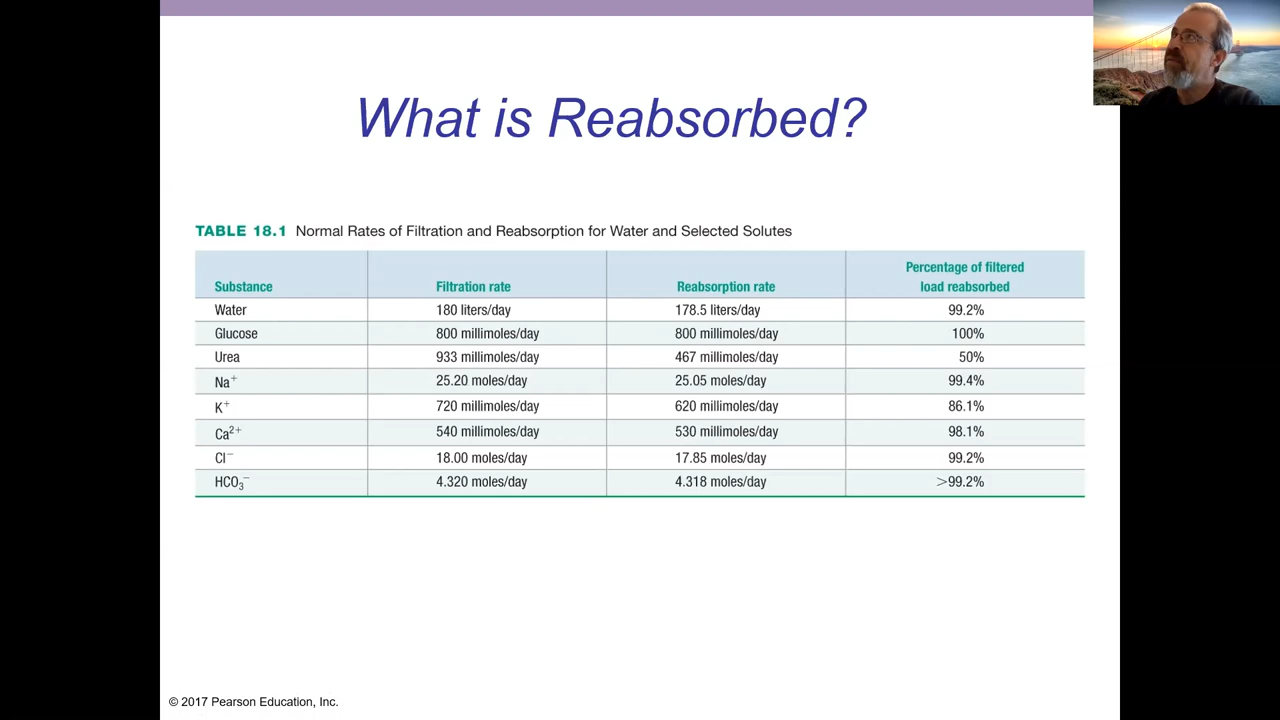 What is Reabsorbed?
TABLE 18.1 Normal Rates of Filtration and Reabsorption for Water and Selected Solutes
Substance Filtration rate Reabsorption rate Percentage of filtered load reabsorbed
Water 180 liters/day 178.5 liters/day 99.2%
Glucose 800 millimoles/day 800 millimoles/day 100%
Urea 933 millimoles/day 467 millimoles/day 50%
Na⁺ 25.20 moles/day 25.05 moles/day 99.4%
K⁺ 720 millimoles/day 620 millimoles/day 86.1%
Ca²⁺ 540 millimoles/day 530 millimoles/day 98.1%
Cl⁻ 18.00 moles/day 17.85 moles/day 99.2%
HCO₃⁻ 4.320 moles/day 4.318 moles/day >99.2%
© 2017 Pearson Education, Inc.